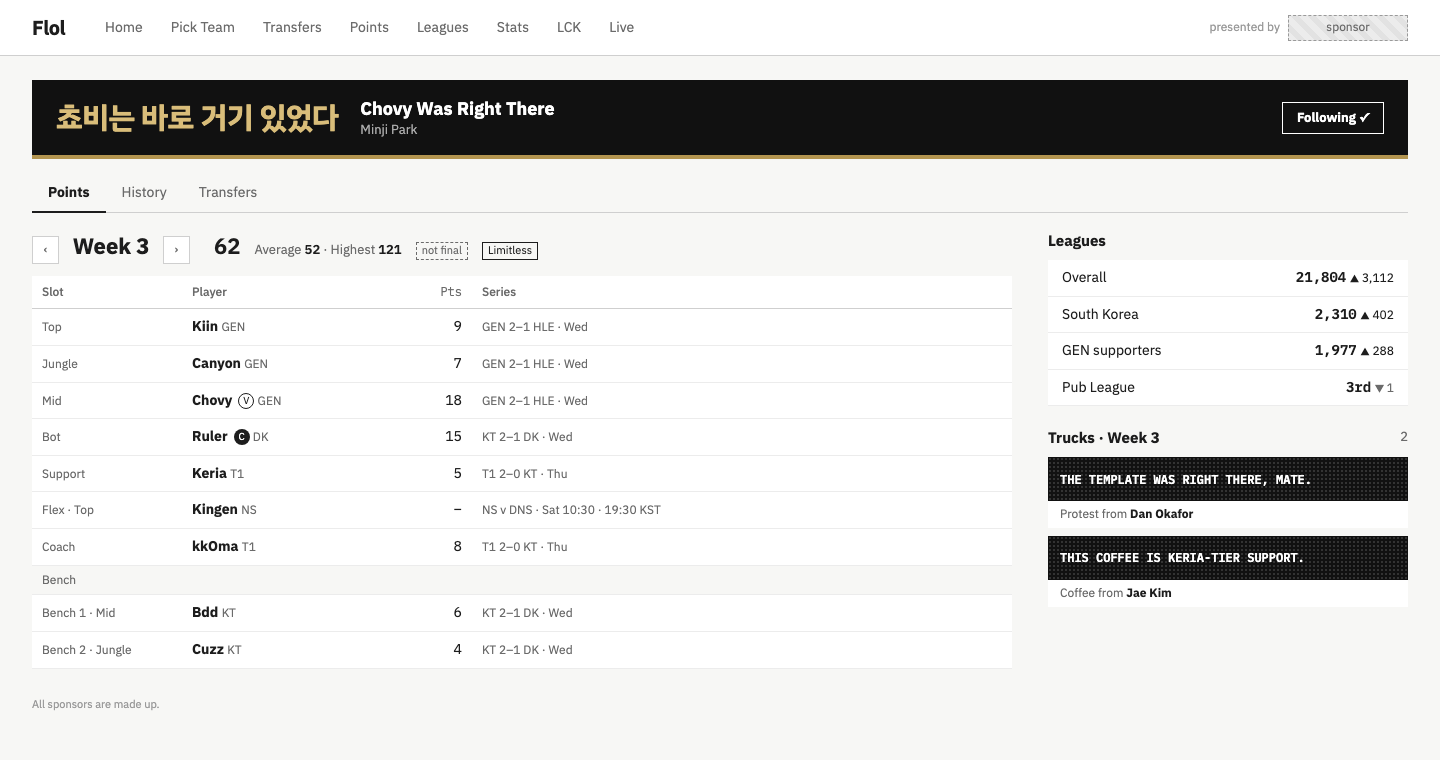 Flol Home Pick Team Transfers Points Leagues Stats LCK Live presented by sponsor
쵸비는 바로 거기 있었다 Chovy Was Right There
Minji Park
Following ✓
Points History Transfers
‹ Week 3 › 62 Average 52 · Highest 121 not final Limitless
Slot Player Pts Series
Top Kiin GEN 9 GEN 2–1 HLE · Wed
Jungle Canyon GEN 7 GEN 2–1 HLE · Wed
Mid Chovy V GEN 18 GEN 2–1 HLE · Wed
Bot Ruler C DK 15 KT 2–1 DK · Wed
Support Keria T1 5 T1 2–0 KT · Thu
Flex · Top Kingen NS – NS v DNS · Sat 10:30 · 19:30 KST
Coach kkOma T1 8 T1 2–0 KT · Thu
Bench
Bench 1 · Mid Bdd KT 6 KT 2–1 DK · Wed
Bench 2 · Jungle Cuzz KT 4 KT 2–1 DK · Wed
Leagues
Overall 21,804 ▲ 3,112
South Korea 2,310 ▲ 402
GEN supporters 1,977 ▲ 288
Pub League 3rd ▼ 1
Trucks · Week 3 2
THE TEMPLATE WAS RIGHT THERE, MATE.
Protest from Dan Okafor
THIS COFFEE IS KERIA-TIER SUPPORT.
Coffee from Jae Kim
All sponsors are made up.